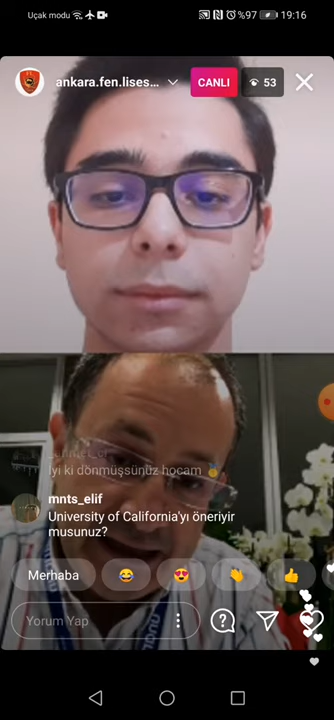 Uçak modu
%97
19:16
ankara.fen.lises...
CANLI
53
İyi ki dönmüşsünüz hocam
mnts_elif
University of California'yı öneriyir
musunuz?
Merhaba
Yorum Yap